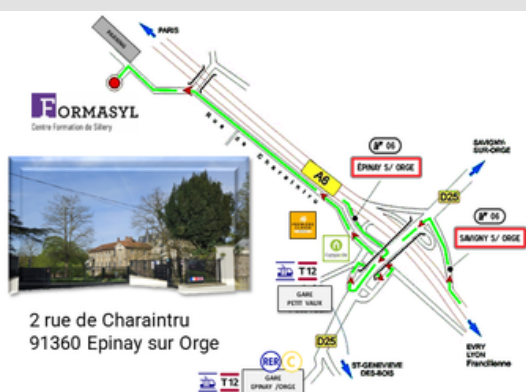 PARKING
PARIS
FORMASYL
Centre Formation de Sillery
Rue de Charaintru
A6
N° 06
ÉPINAY S/ ORGE
SAVIGNY-
SUR-ORGE
D25
N° 06
SAVIGNY S/ ORGE
T12
GARE
PETIT VAUX
2 rue de Charaintru
91360 Epinay sur Orge
D25
EVRY
LYON
Francilienne
RER C
ST-GENEVIEVE
DES-BOIS
T12
GARE
EPINAY /ORGE